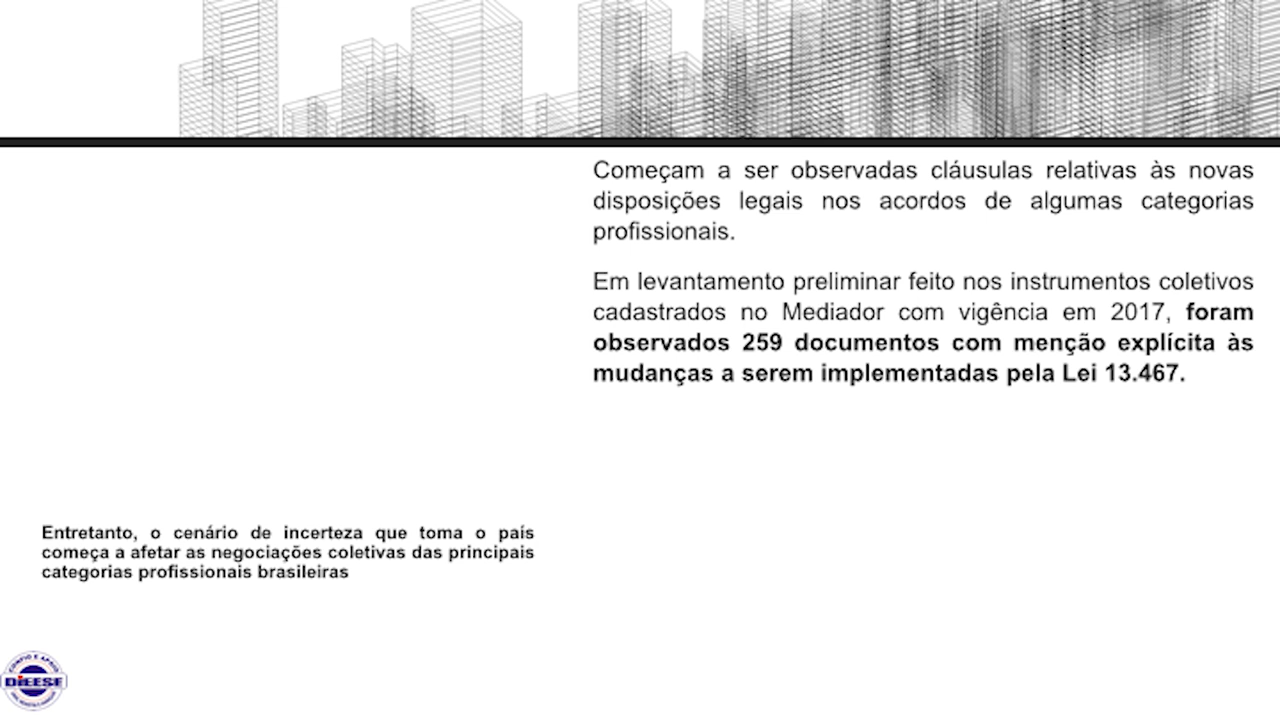 Começam a ser observadas cláusulas relativas às novas
disposições legais nos acordos de algumas categorias
profissionais.
Em levantamento preliminar feito nos instrumentos coletivos
cadastrados no Mediador com vigência em 2017, foram
observados 259 documentos com menção explícita às
mudanças a serem implementadas pela Lei 13.467.
Entretanto, o cenário de incerteza que toma o país
começa a afetar as negociações coletivas das principais
categorias profissionais brasileiras
CONFIO E APOIO
DIEESE